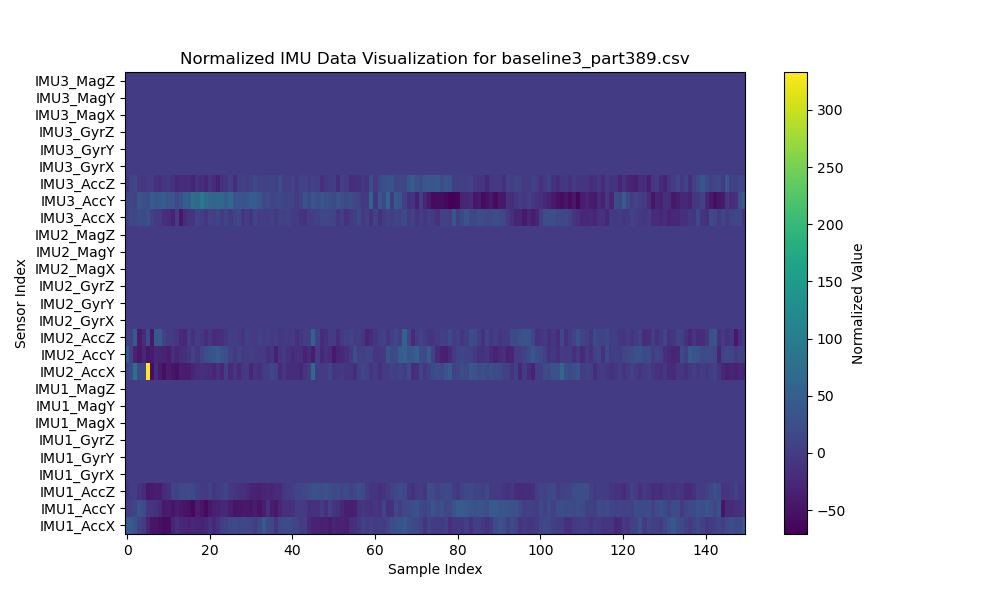 Normalized IMU Data Visualization for baseline3_part389.csv
IMU3_MagZ
IMU3_MagY
IMU3_MagX
IMU3_GyrZ
IMU3_GyrY
IMU3_GyrX
IMU3_AccZ
IMU3_AccY
IMU3_AccX
IMU2_MagZ
IMU2_MagY
IMU2_MagX
IMU2_GyrZ
IMU2_GyrY
IMU2_GyrX
IMU2_AccZ
IMU2_AccY
IMU2_AccX
IMU1_MagZ
IMU1_MagY
IMU1_MagX
IMU1_GyrZ
IMU1_GyrY
IMU1_GyrX
IMU1_AccZ
IMU1_AccY
IMU1_AccX
Sensor Index
0 20 40 60 80 100 120 140
Sample Index
300
250
200
150
100
50
0
−50
Normalized Value